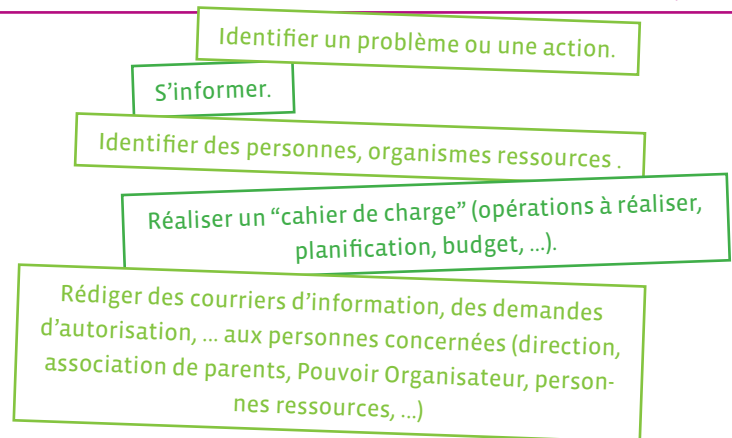 Identifier un problème ou une action.
S'informer.
Identifier des personnes, organismes ressources .
Réaliser un “cahier de charge” (opérations à réaliser,
planification, budget, ...).
Rédiger des courriers d'information, des demandes
d'autorisation, ... aux personnes concernées (direction,
association de parents, Pouvoir Organisateur, person-
nes ressources, ...)